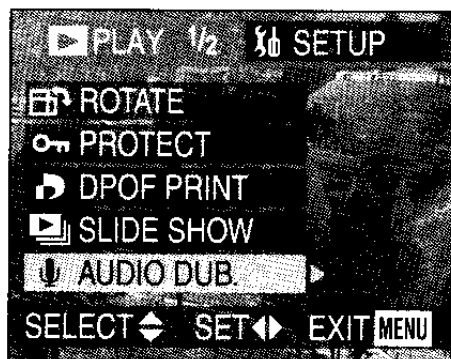 PLAY 1/2 SETUP
ROTATE
PROTECT
DPOF PRINT
SLIDE SHOW
AUDIO DUB.
SELECT SET EXIT MENU